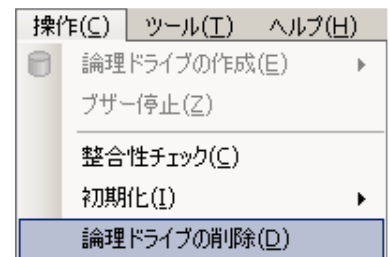 操作(C) ツール(T) ヘルプ(H)
論理ドライブの作成(E)
ブザー停止(Z)
整合性チェック(C)
初期化(I)
論理ドライブの削除(D)